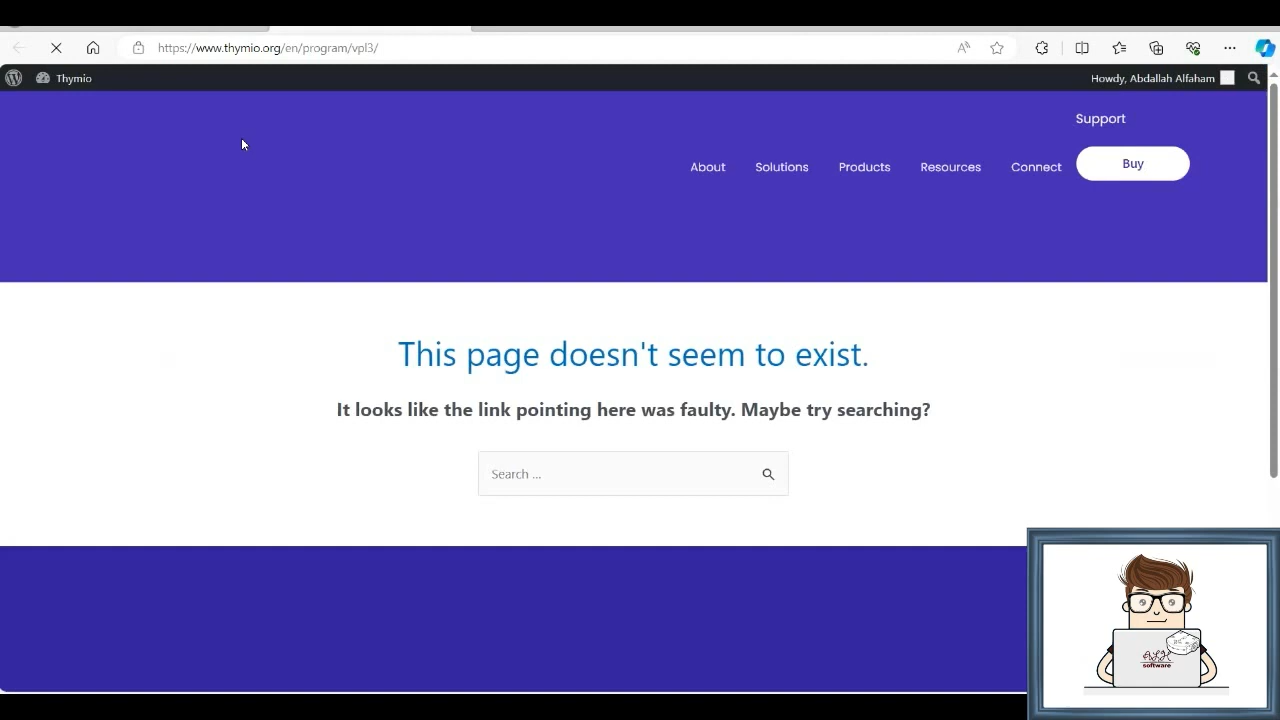 https://www.thymio.org/en/program/vpl3/
Thymio
Howdy, Abdallah Alfaham
Support
About
Solutions
Products
Resources
Connect
Buy
This page doesn't seem to exist.
It looks like the link pointing here was faulty. Maybe try searching?
Search ...
software